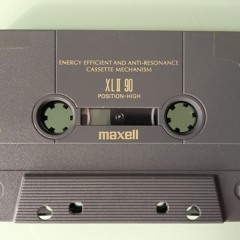 ENERGY EFFICIENT AND ANTI-RESONANCE
CASSETTE MECHANISM
XLⅡ 90
POSITION-HIGH
maxell